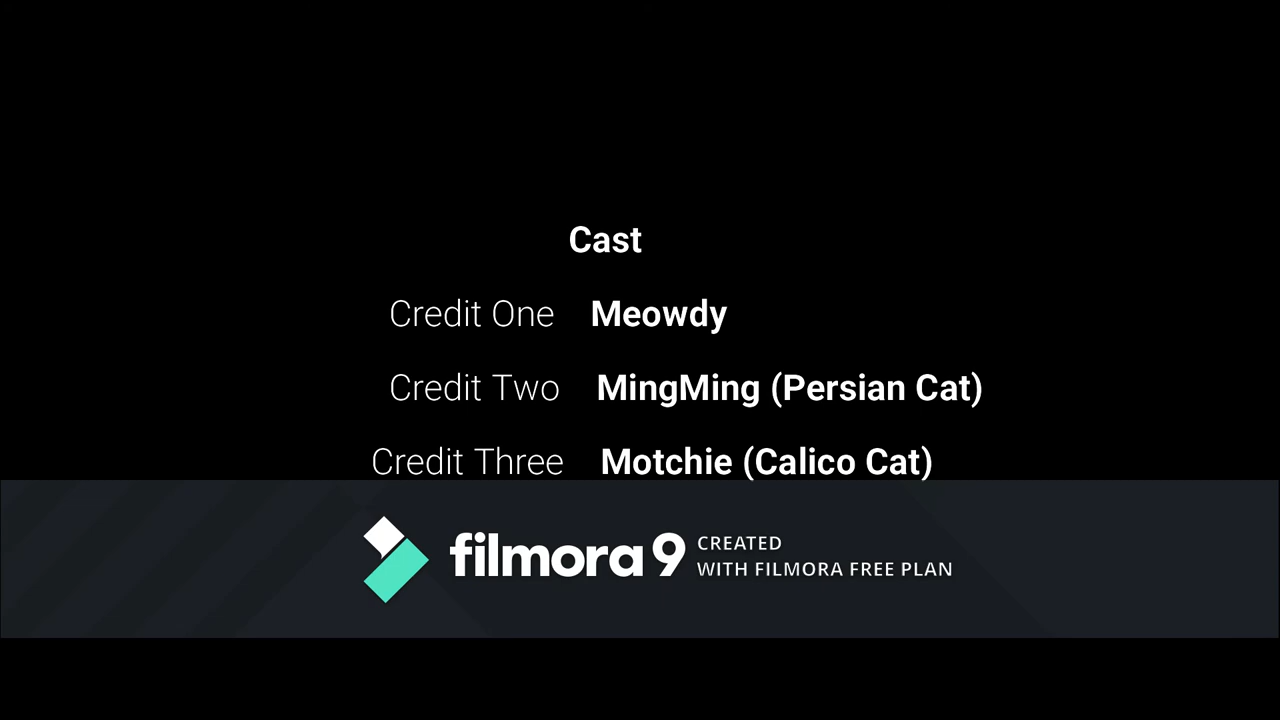 Cast
Credit One Meowdy
Credit Two MingMing (Persian Cat)
Credit Three Motchie (Calico Cat)
filmora 9 CREATED
WITH FILMORA FREE PLAN